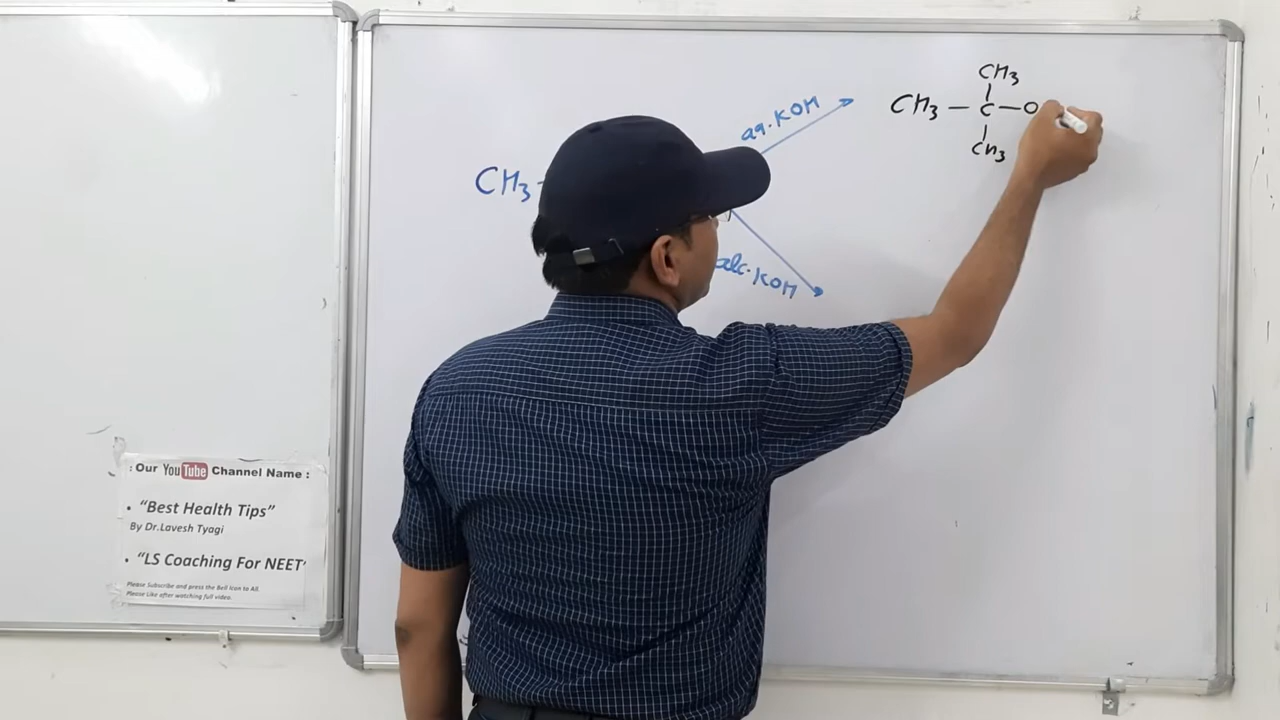 CH3
aq. KOH
alc. KOH
CH3
CH3 — C — O
CH3
: Our YouTube Channel Name :
• “Best Health Tips”
By Dr.Lavesh Tyagi
• “LS Coaching For NEET”
Please Subscribe and press the Bell Icon to All.
Please Like after watching full video.